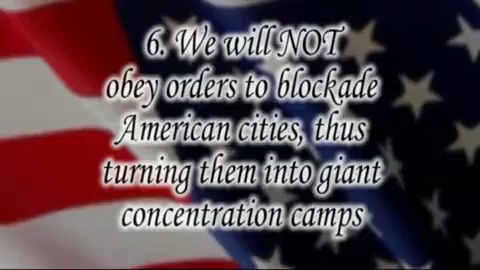 6. We will NOT
obey orders to blockade
American cities, thus
turning them into giant
concentration camps